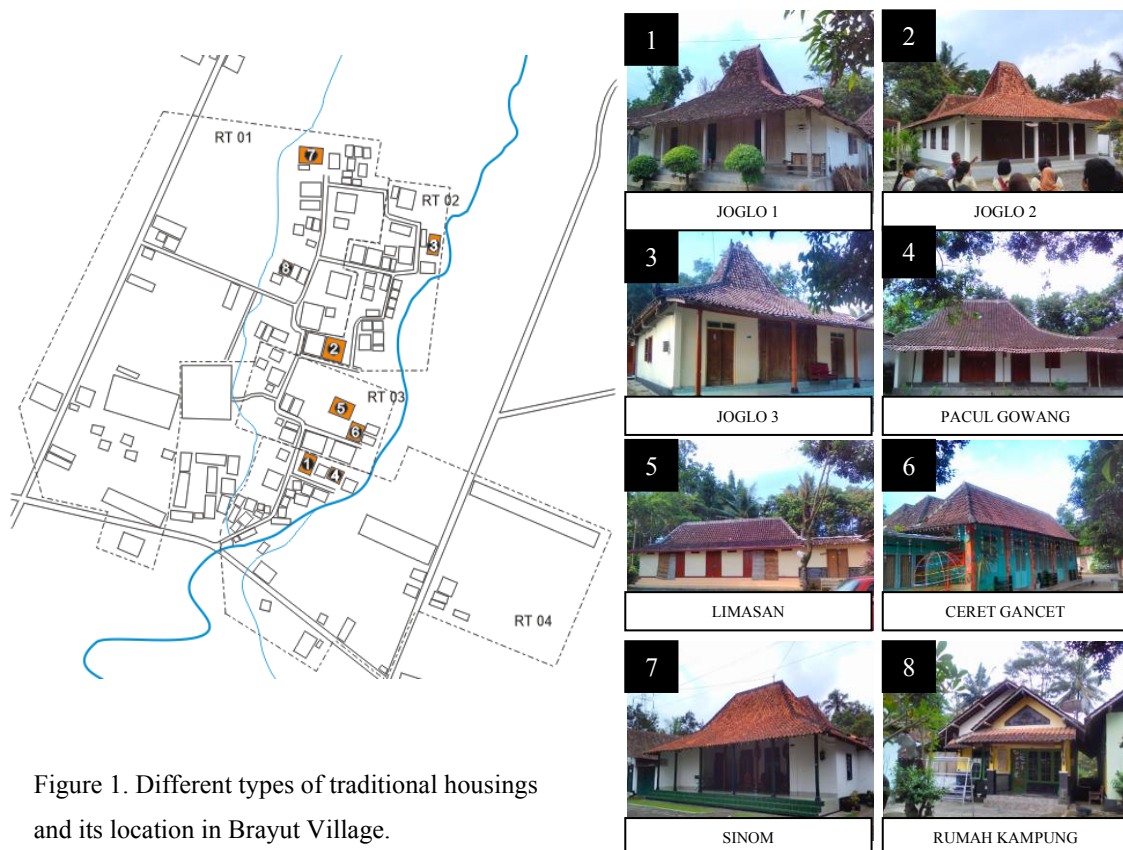 RT 01
7
RT 02
3
8
2
RT 03
5
6
1
RT 04
Figure 1. Different types of traditional housings
and its location in Brayut Village.
1
JOGLO 1
2
JOGLO 2
3
JOGLO 3
4
PACUL GOWANG
5
LIMASAN
6
CERET GANCET
7
SINOM
8
RUMAH KAMPUNG